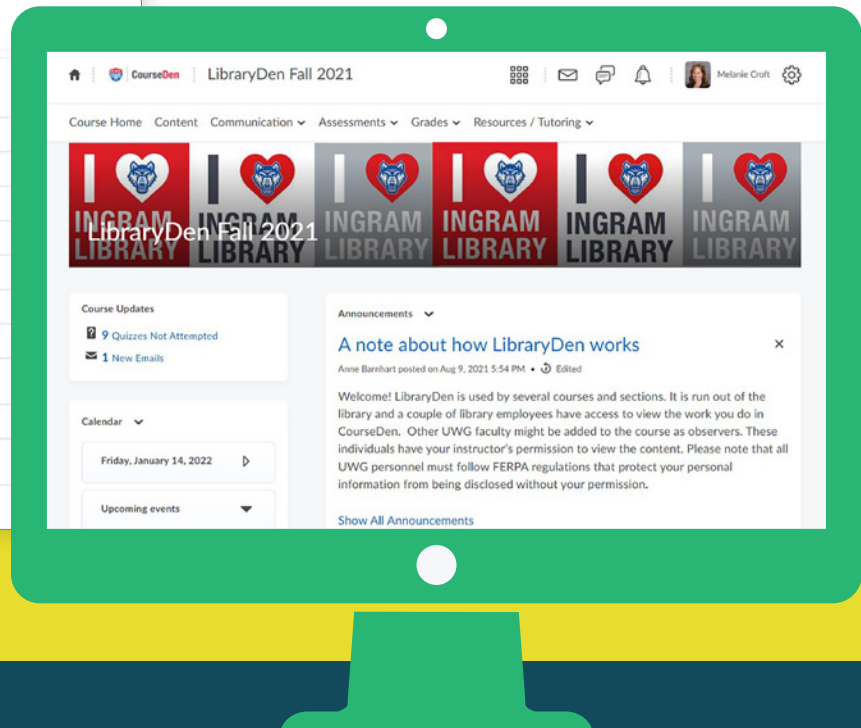 CourseDen LibraryDen Fall 2021 Melanie Croft
Course Home Content Communication Assessments Grades Resources / Tutoring
I I I I I I
INGRAM INGRAM INGRAM INGRAM INGRAM INGRAM
LIBRARY LIBRARY LIBRARY LIBRARY LIBRARY LIBRARY
LibraryDen Fall 2021
Course Updates
9 Quizzes Not Attempted
1 New Emails
Calendar
Friday, January 14, 2022
Upcoming events
Announcements
A note about how LibraryDen works
Anne Barnhart posted on Aug 9, 2021 5:54 PM • Edited
Welcome! LibraryDen is used by several courses and sections. It is run out of the
library and a couple of library employees have access to view the work you do in
CourseDen. Other UWG faculty might be added to the course as observers. These
individuals have your instructor's permission to view the content. Please note that all
UWG personnel must follow FERPA regulations that protect your personal
information from being disclosed without your permission.
Show All Announcements